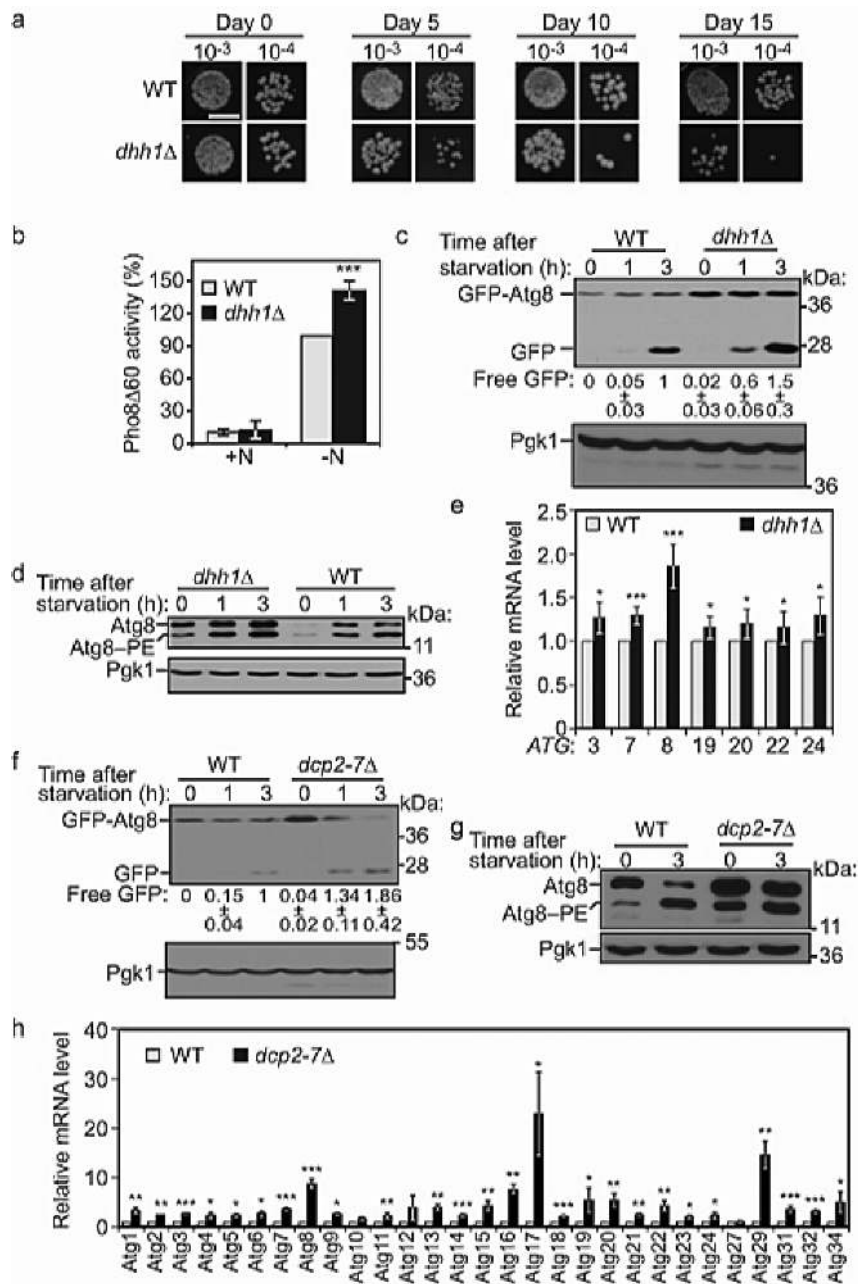 a
Day 0 Day 5 Day 10 Day 15
10-3 10-4 10-3 10-4 10-3 10-4 10-3 10-4
WT
dhh1Δ
b
Pho8Δ60 activity (%)
WT
dhh1Δ
***
150
120
100
90
60
30
0
+N -N
c
Time after
starvation (h):
WT dhh1Δ
0 1 3 0 1 3
kDa:
GFP-Atg8
36
GFP
28
Free GFP: 0 0.05 1 0.02 0.6 1.5
± ± ± ±
0.03 0.03 0.06 0.3
Pgk1
36
d
Time after
starvation (h):
dhh1Δ WT
0 1 3 0 1 3
kDa:
Atg8
Atg8–PE
11
Pgk1
36
e
Relative mRNA level
WT dhh1Δ
2.5
2.0
1.5
1.0
0.5
0
* *** *** * * * *
ATG: 3 7 8 19 20 22 24
f
Time after
starvation (h):
WT dcp2-7Δ
0 1 3 0 1 3
kDa:
GFP-Atg8
36
GFP
28
Free GFP: 0 0.15 1 0.04 1.34 1.86
± ± ± ±
0.04 0.02 0.11 0.42
55
Pgk1
g
Time after
starvation (h):
WT dcp2-7Δ
0 3 0 3
kDa:
Atg8
Atg8–PE
11
Pgk1
36
h
Relative mRNA level
WT dcp2-7Δ
40
30
20
10
0
** ** *** * * * *** *** * ** ** *** ** ** * *** * ** ** ** * * ** *** *** *
Atg1 Atg2 Atg3 Atg4 Atg5 Atg6 Atg7 Atg8 Atg9 Atg10 Atg11 Atg12 Atg13 Atg14 Atg15 Atg16 Atg17 Atg18 Atg19 Atg20 Atg21 Atg22 Atg23 Atg24 Atg27 Atg29 Atg31 Atg32 Atg34